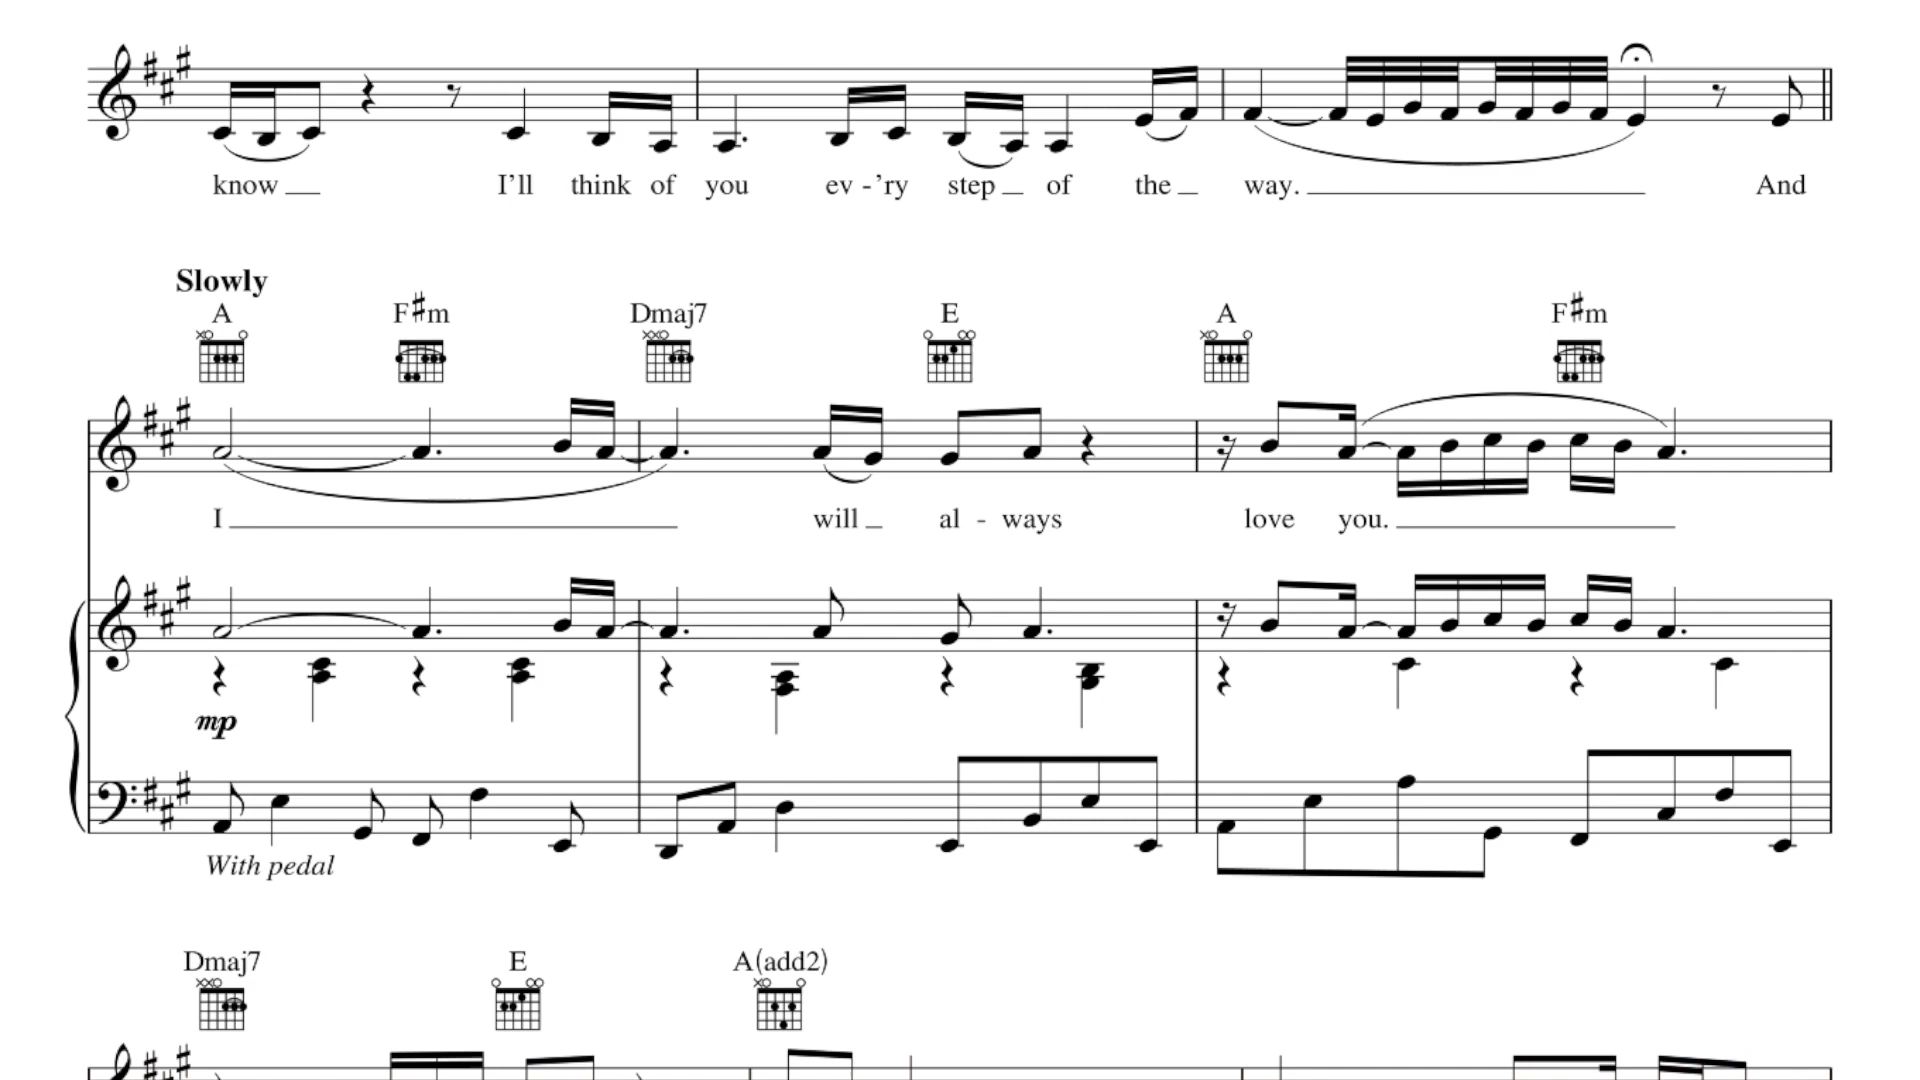 know I’ll think of you ev -’ry step of the way. And
Slowly
A F♯m Dmaj7 E A F♯m
I will al - ways love you.
mp
With pedal
Dmaj7 E A(add2)